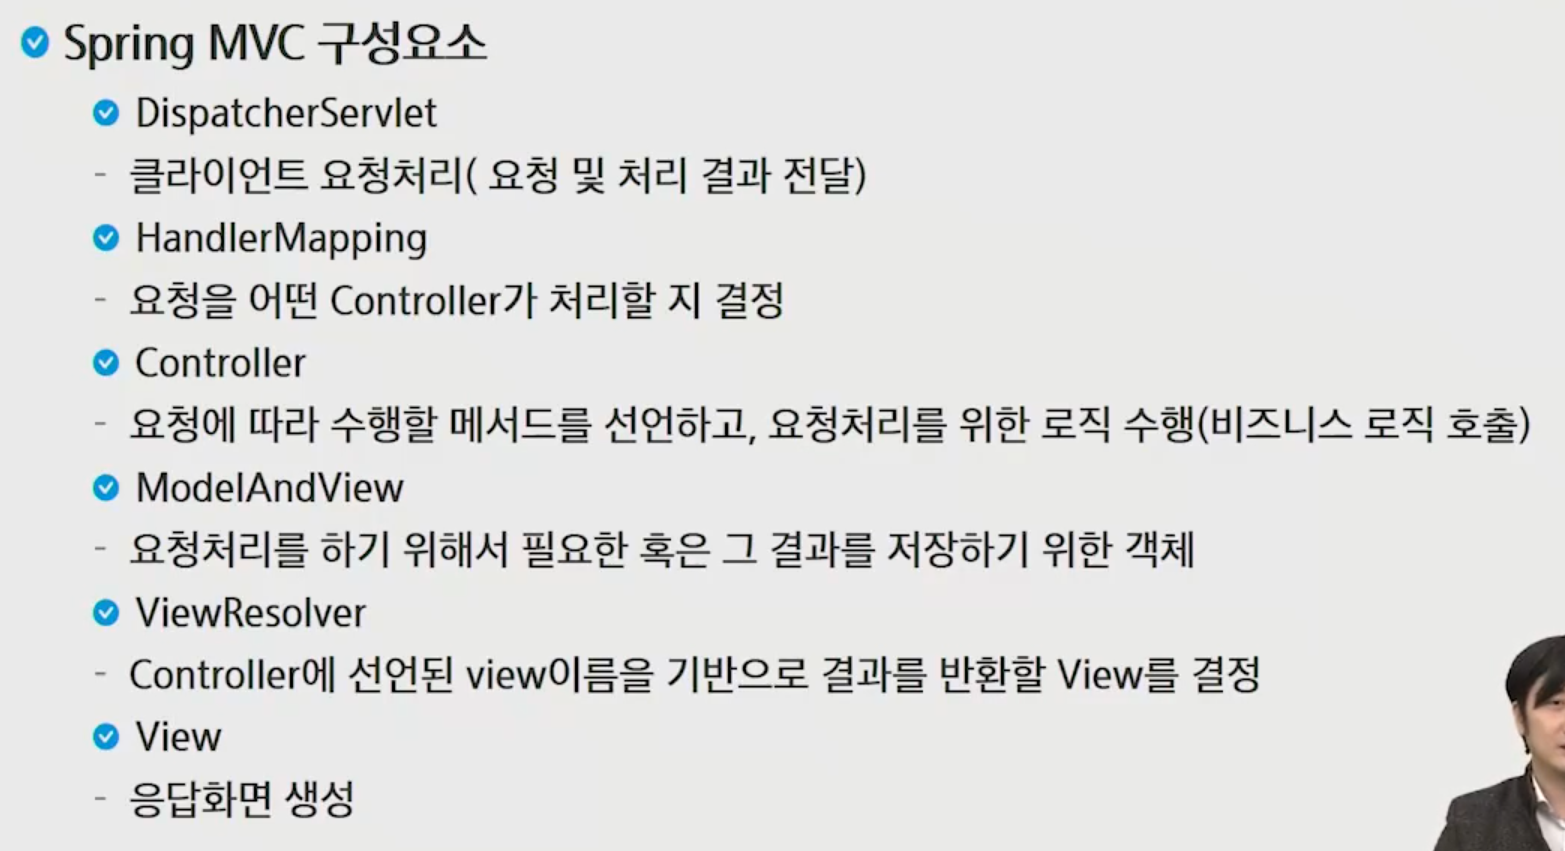 Spring MVC 구성요소
DispatcherServlet
- 클라이언트 요청처리( 요청 및 처리 결과 전달)
HandlerMapping
- 요청을 어떤 Controller가 처리할 지 결정
Controller
- 요청에 따라 수행할 메서드를 선언하고, 요청처리를 위한 로직 수행(비즈니스 로직 호출)
ModelAndView
- 요청처리를 하기 위해서 필요한 혹은 그 결과를 저장하기 위한 객체
ViewResolver
- Controller에 선언된 view이름을 기반으로 결과를 반환할 View를 결정
View
- 응답화면 생성